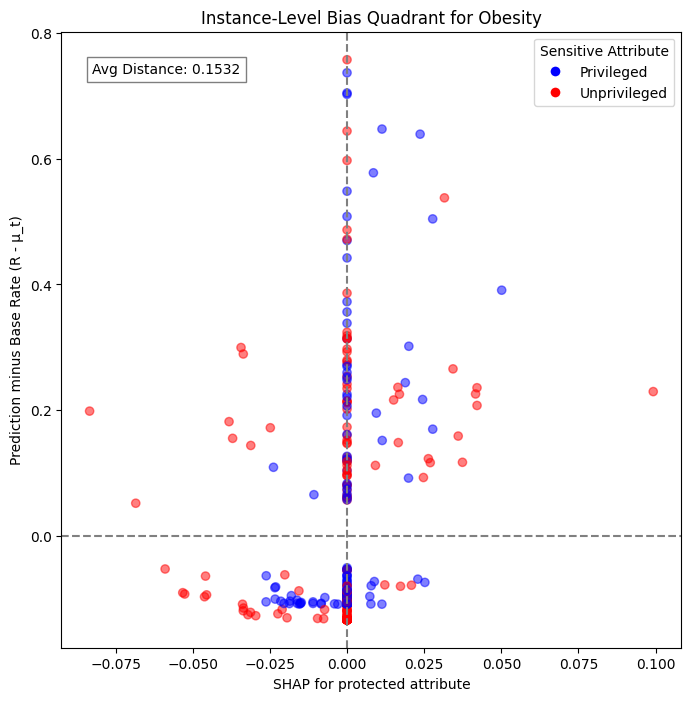 Instance-Level Bias Quadrant for Obesity
Avg Distance: 0.1532
Sensitive Attribute
Privileged
Unprivileged
Prediction minus Base Rate (R - μ_t)
0.8
0.6
0.4
0.2
0.0
−0.075
−0.050
−0.025
0.000
0.025
0.050
0.075
0.100
SHAP for protected attribute